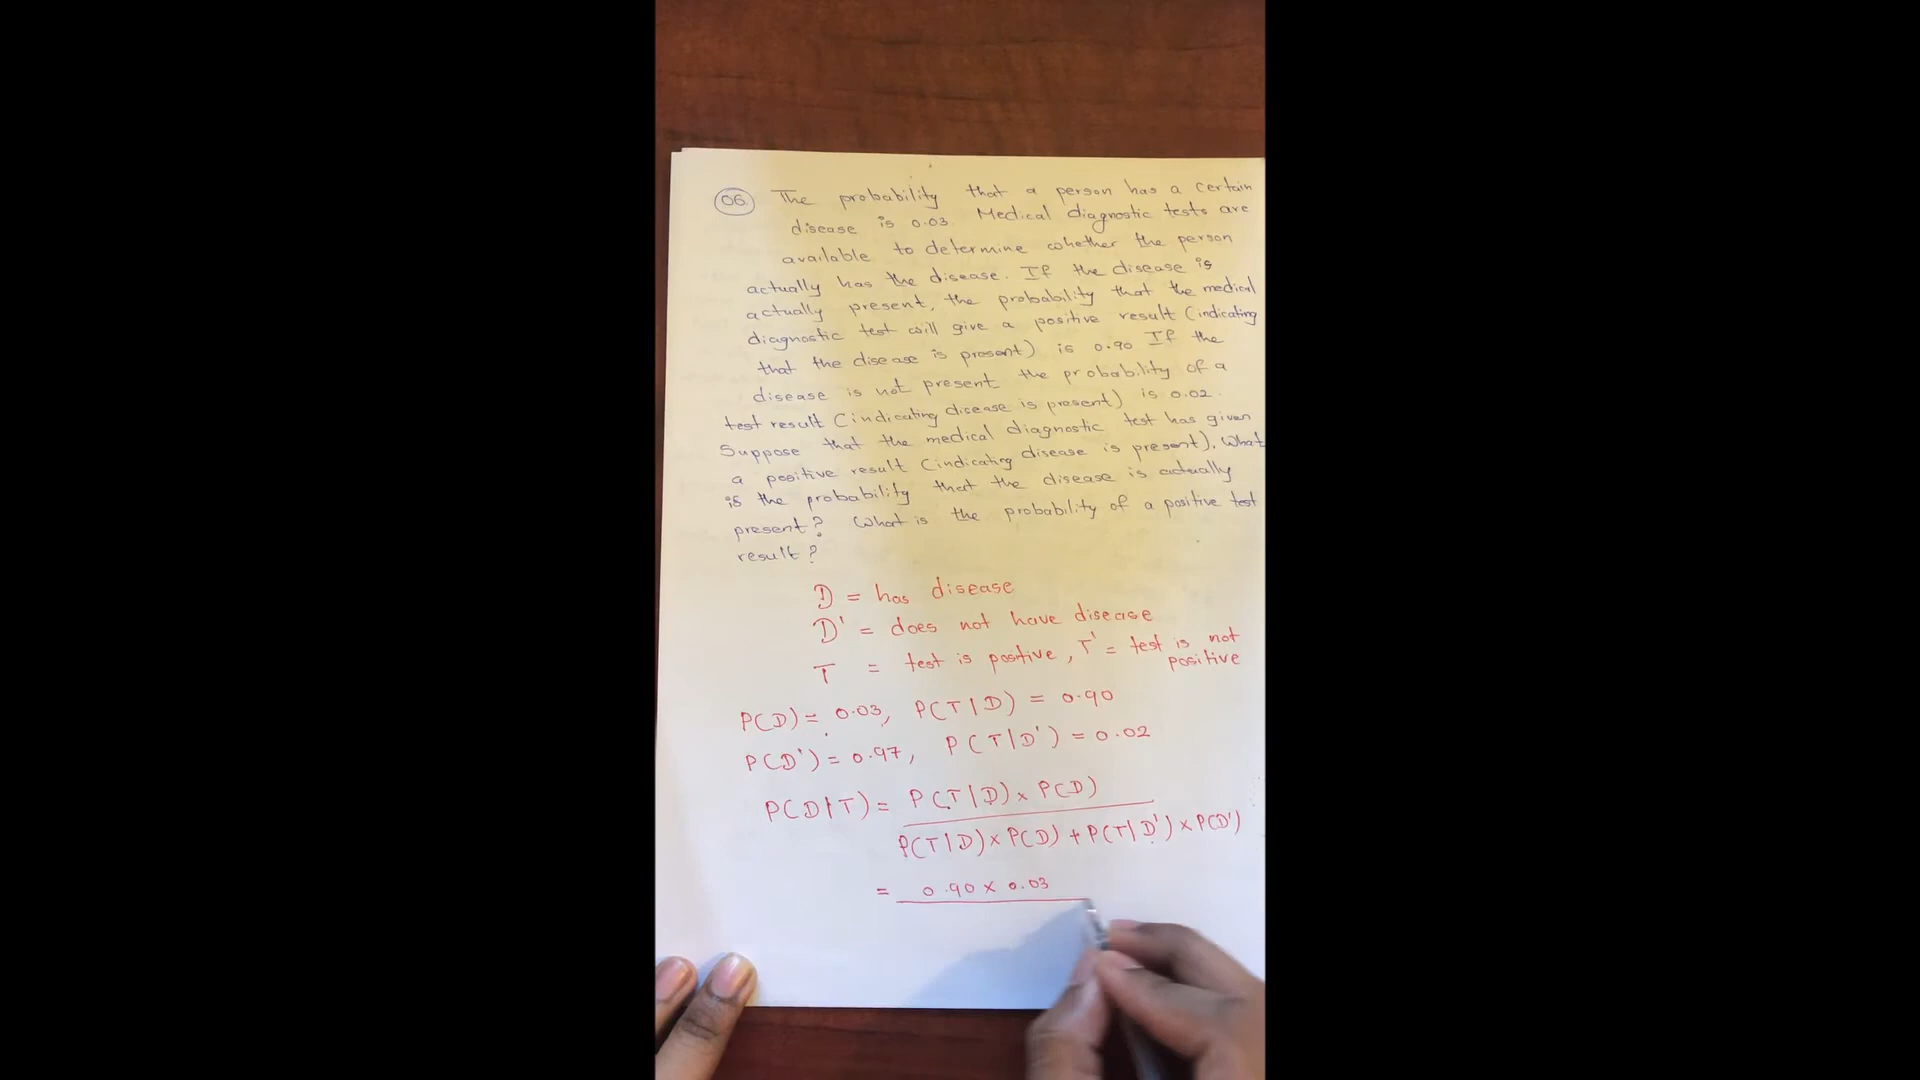 06. The probability that a person has a certain
disease is 0.03. Medical diagnostic tests are
available to determine whether the person
actually has the disease. If the disease is
actually present, the probability that the medical
diagnostic test will give a positive result (indicating
that the disease is present) is 0.90 If the
disease is not present the probability of a
test result (indicating disease is present) is 0.02.
Suppose that the medical diagnostic test has given
a positive result (indicating disease is present). What
is the probability that the disease is actually
present? What is the probability of a positive test
result?
D = has disease
D' = does not have disease
T = test is positive, T' = test is not positive
P(D) = 0.03, P(T|D) = 0.90
P(D') = 0.97, P(T|D') = 0.02
P(D|T) = P(T|D) × P(D)
P(T|D) × P(D) + P(T|D') × P(D')
= 0.90 × 0.03